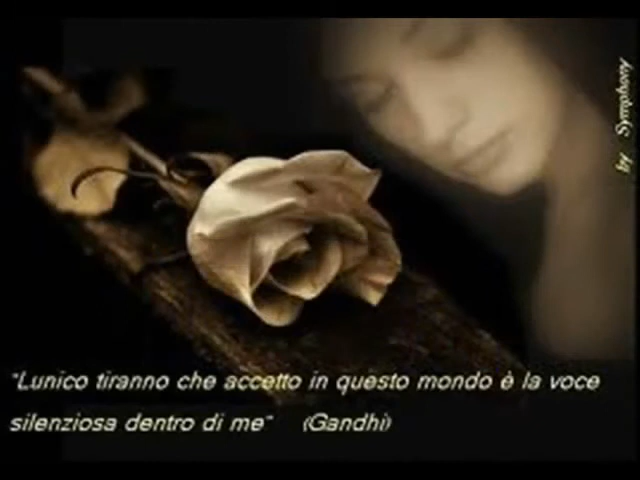 by Symphony
"Lunico tiranno che accetto in questo mondo è la voce
silenziosa dentro di me" (Gandhi)